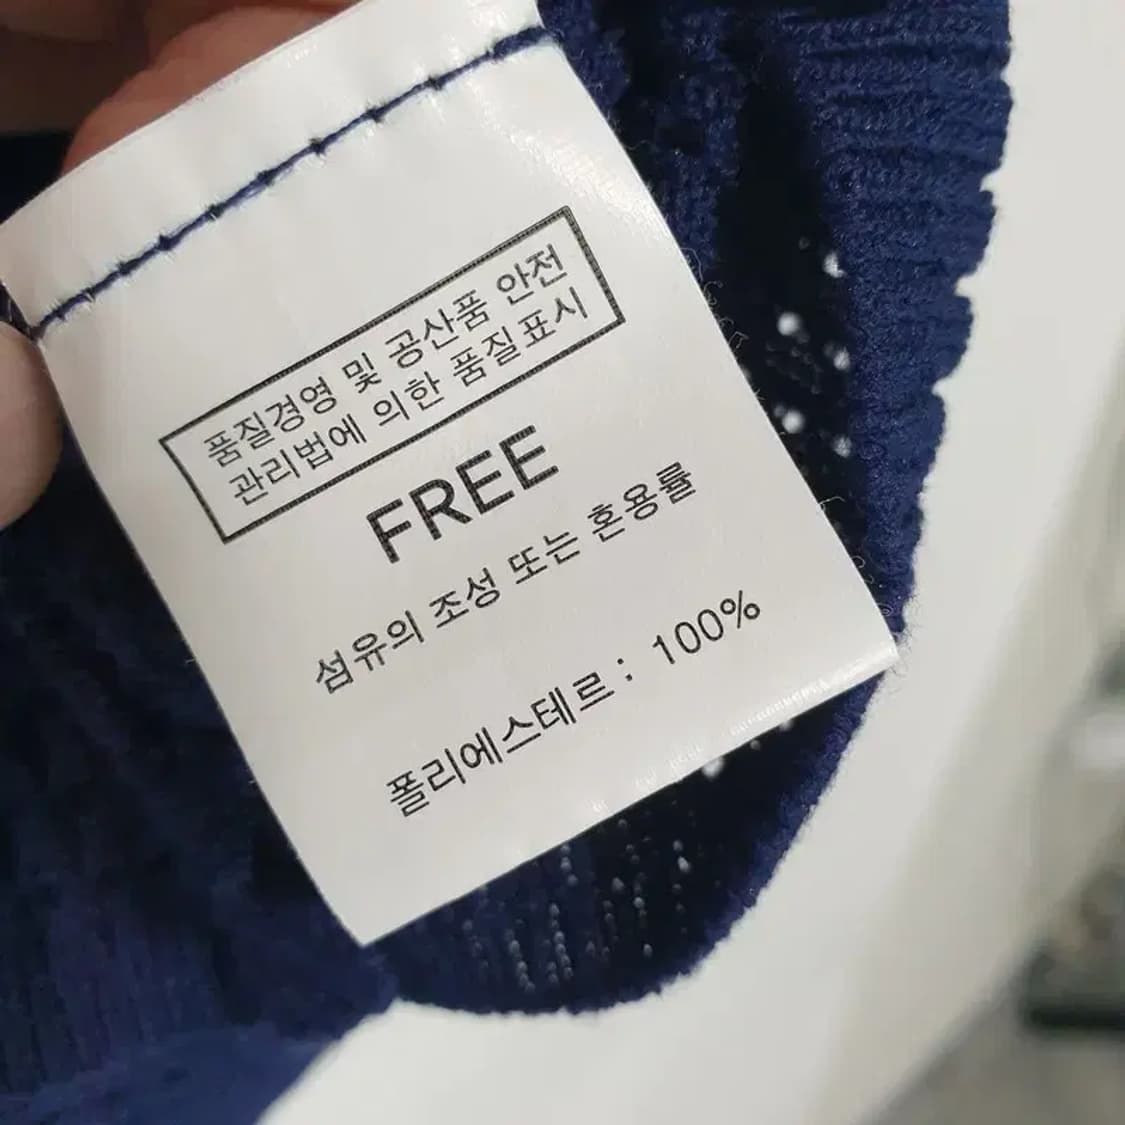 품질경영 및 공산품 안전
관리법에 의한 품질표시
FREE
섬유의 조성 또는 혼용률
폴리에스테르 : 100%